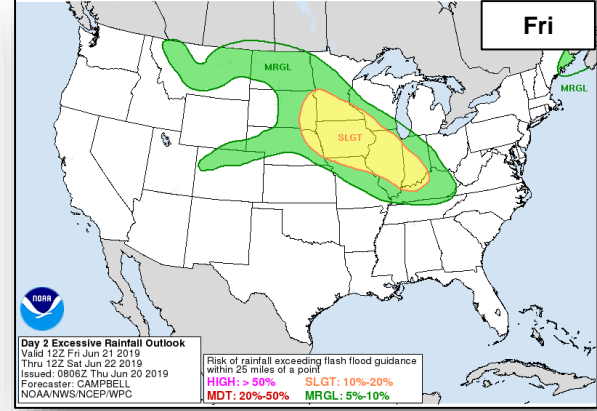 Fri
MRGL
MRGL
SLGT
NOAA
Day 2 Excessive Rainfall Outlook
Valid 12Z Fri Jun 21 2019
Thru 12Z Sat Jun 22 2019
Issued: 0806Z Thu Jun 20 2019
Forecaster: CAMPBELL
NOAA/NWS/NCEP/WPC
Risk of rainfall exceeding flash flood guidance
within 25 miles of a point
HIGH: > 50% SLGT: 10%-20%
MDT: 20%-50% MRGL: 5%-10%